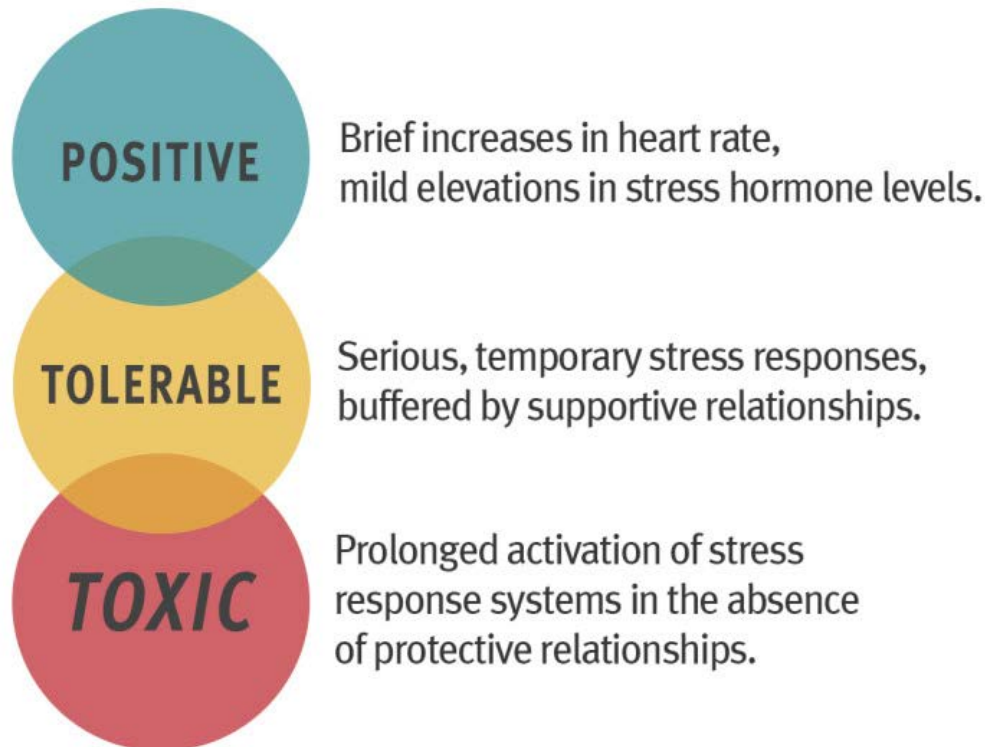 POSITIVE
Brief increases in heart rate,
mild elevations in stress hormone levels.
TOLERABLE
Serious, temporary stress responses,
buffered by supportive relationships.
TOXIC
Prolonged activation of stress
response systems in the absence
of protective relationships.